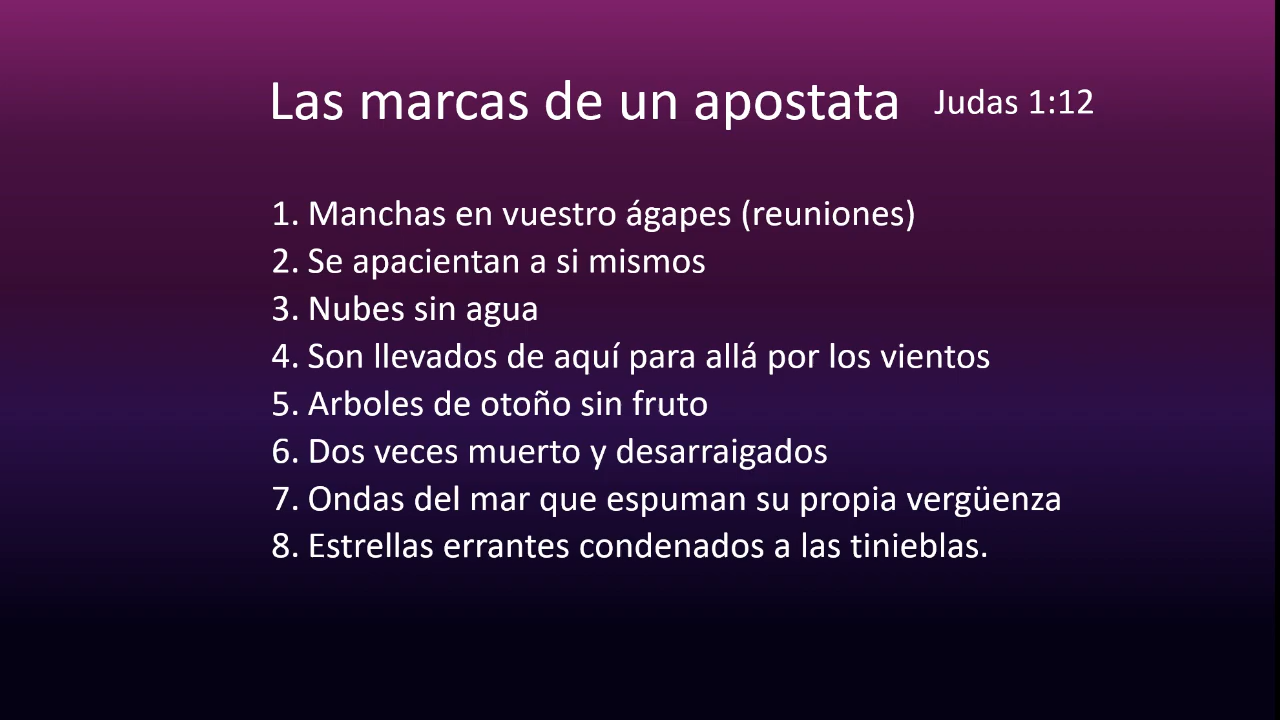 Las marcas de un apostata Judas 1:12
1. Manchas en vuestro ágapes (reuniones)
2. Se apacientan a si mismos
3. Nubes sin agua
4. Son llevados de aquí para allá por los vientos
5. Arboles de otoño sin fruto
6. Dos veces muerto y desarraigados
7. Ondas del mar que espuman su propia vergüenza
8. Estrellas errantes condenados a las tinieblas.